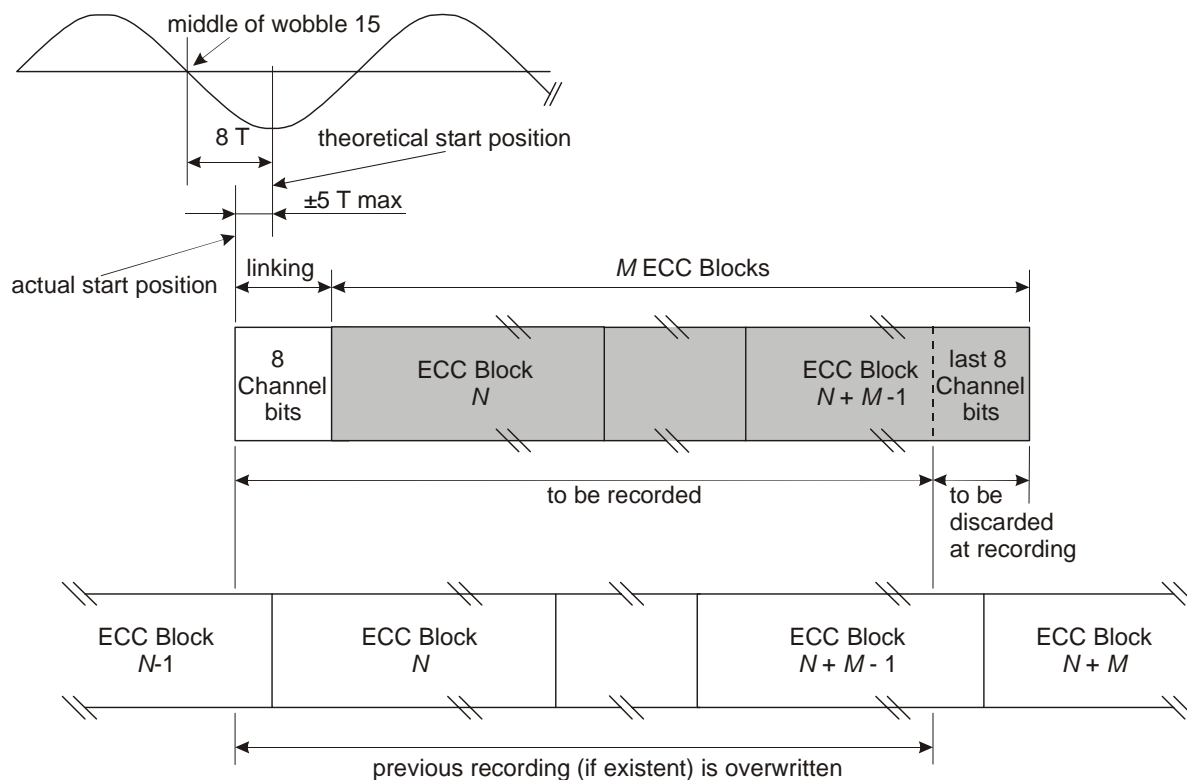 middle of wobble 15
8 T
theoretical start position
±5 T max
actual start position
linking
M ECC Blocks
8
Channel
bits
ECC Block
N
ECC Block
N + M -1
last 8
Channel
bits
to be recorded
to be
discarded
at recording
ECC Block
N-1
ECC Block
N
ECC Block
N + M - 1
ECC Block
N + M
previous recording (if existent) is overwritten